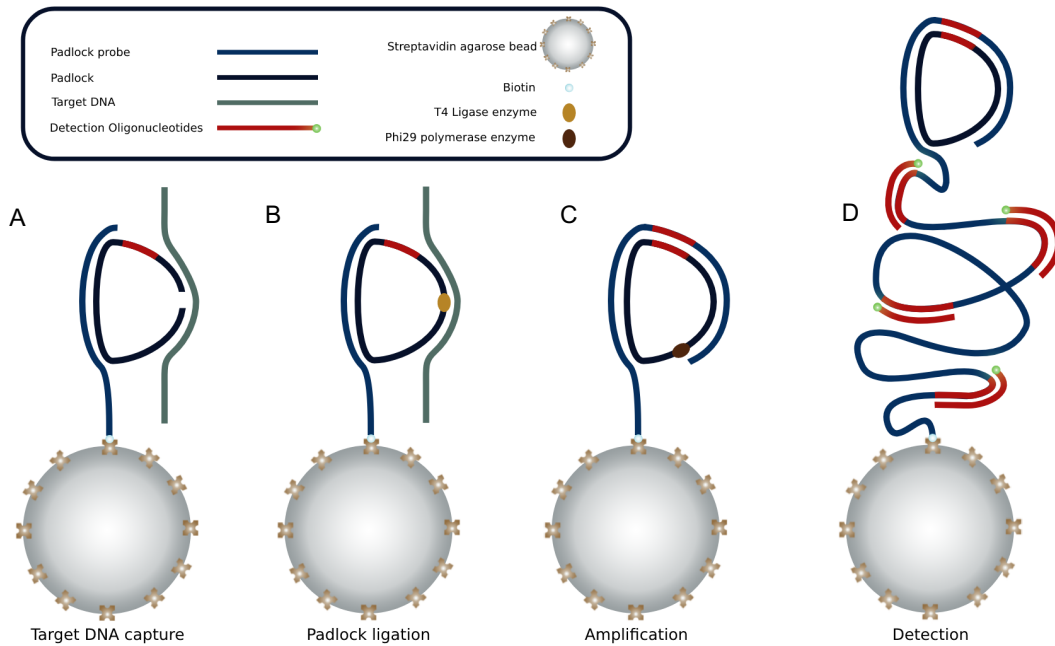 Padlock probe
Padlock
Target DNA
Detection Oligonucleotides
Streptavidin agarose bead
Biotin
T4 Ligase enzyme
Phi29 polymerase enzyme
A
B
C
D
Target DNA capture
Padlock ligation
Amplification
Detection